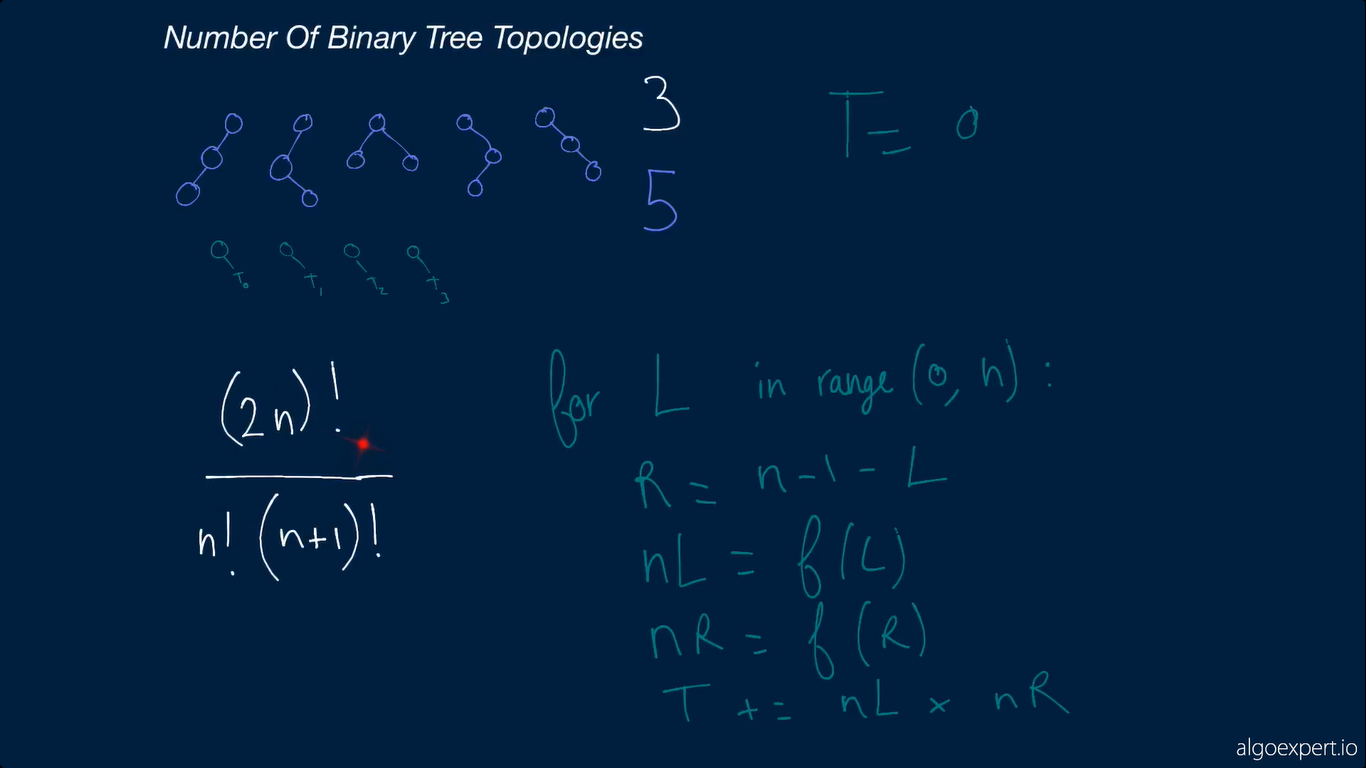 Number Of Binary Tree Topologies
3
5
T = 0
T0 T1 T2 T3
(2n)!
n! (n+1)!
for L in range (0, n) :
R = n - 1 - L
nL = f(L)
nR = f(R)
T += nL × nR
algoexpert.io